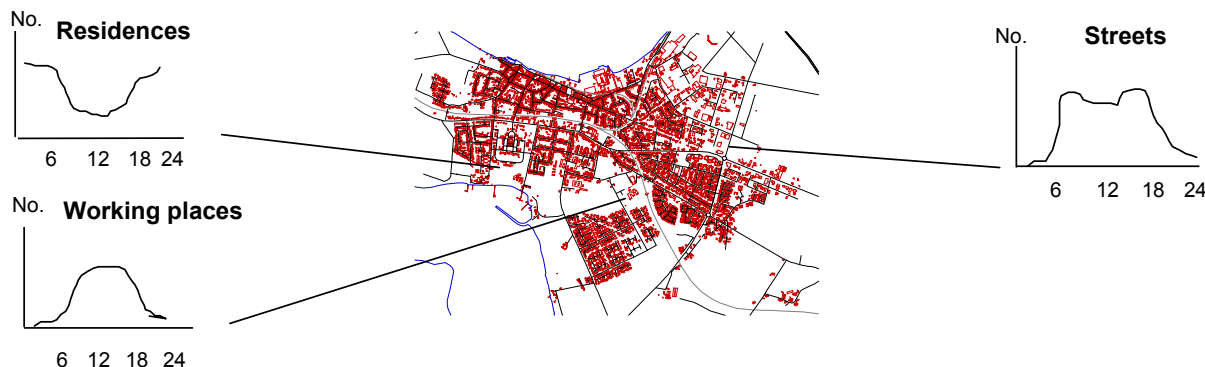 No.
Residences
6 12 18 24
No.
Working places
6 12 18 24
No.
Streets
6 12 18 24